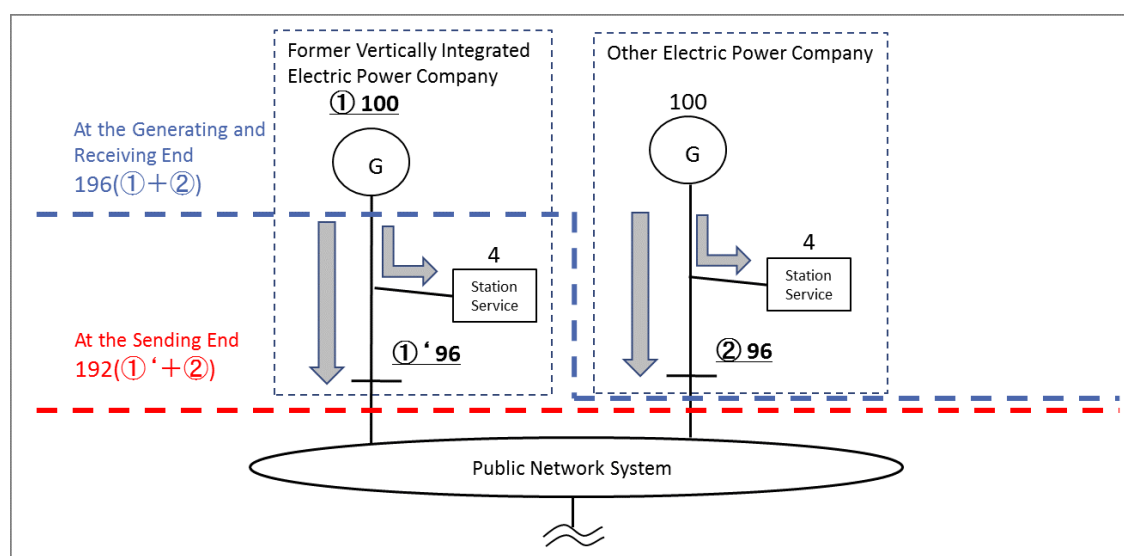 Former Vertically Integrated
Electric Power Company
① 100
G
Other Electric Power Company
100
G
At the Generating and
Receiving End
196(①＋②)
4
Station
Service
4
Station
Service
At the Sending End
192(①‘＋②)
①‘96
② 96
Public Network System